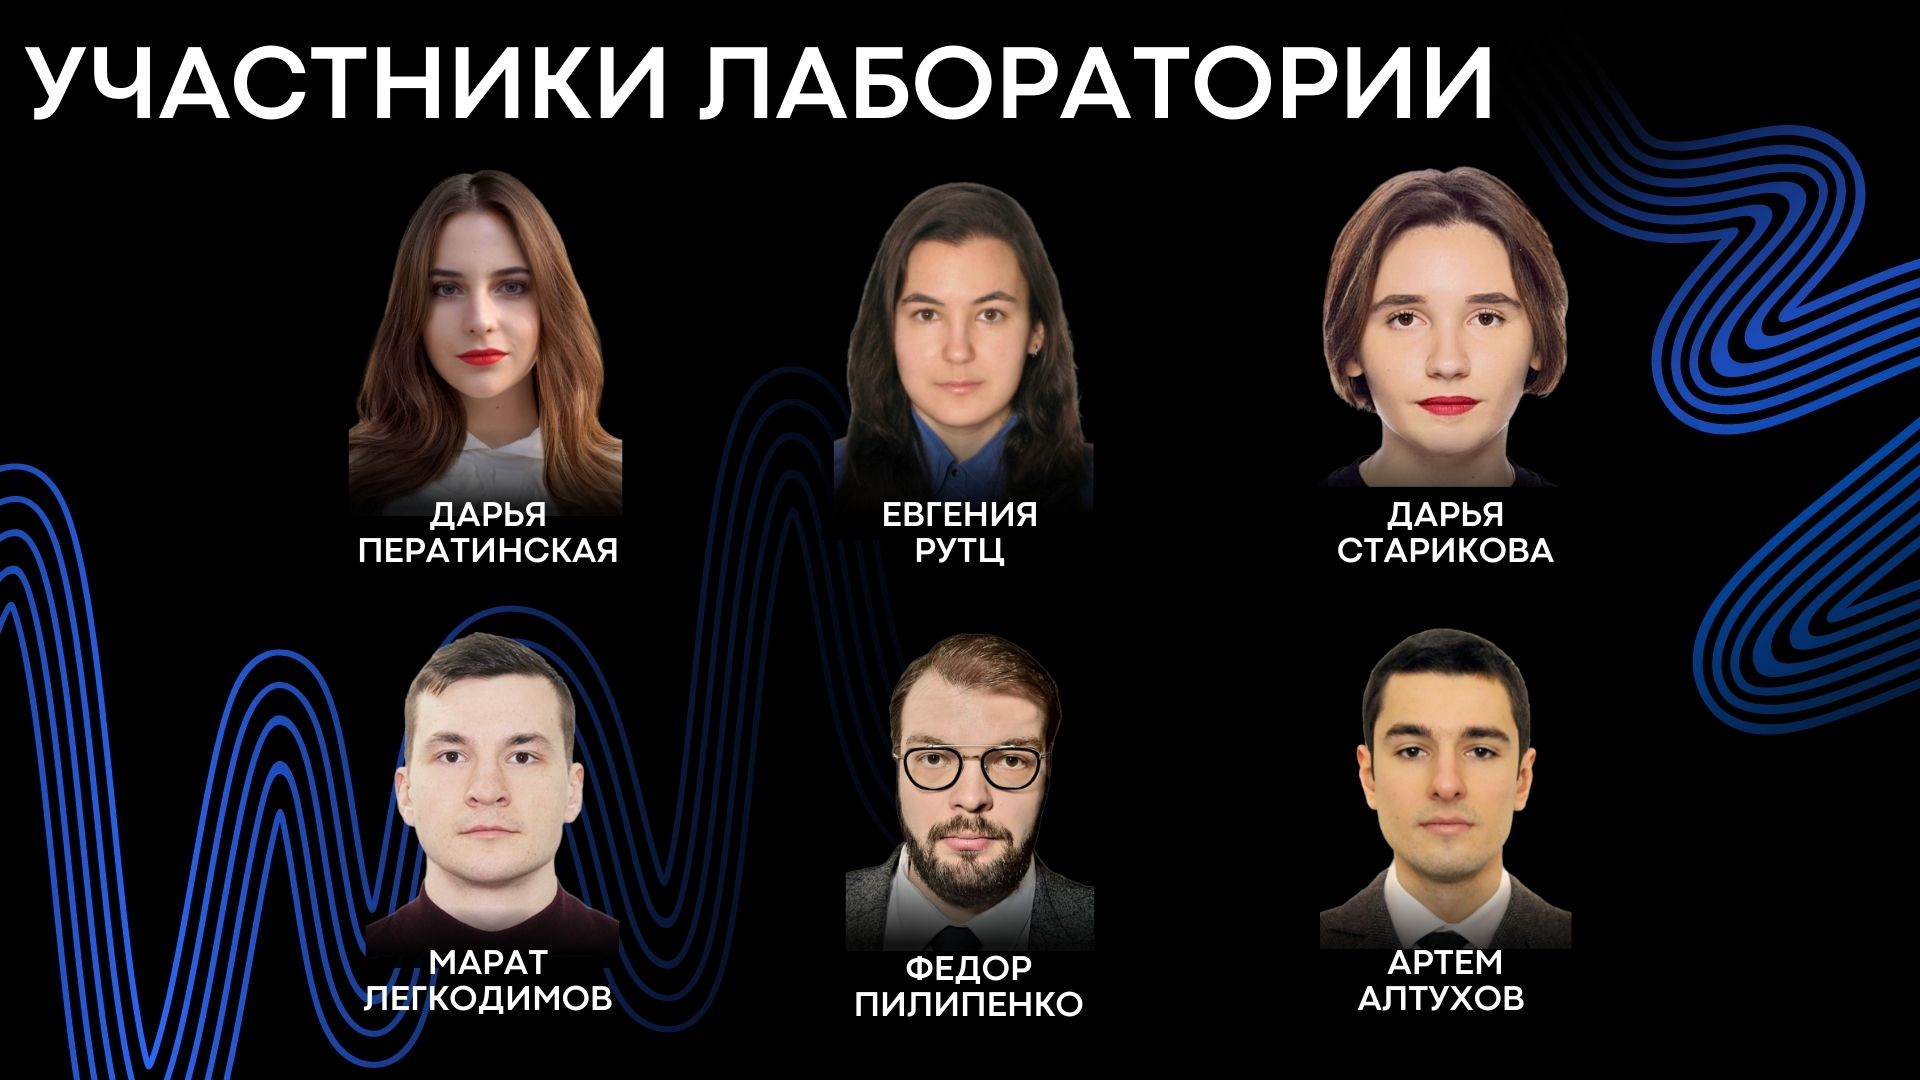 УЧАСТНИКИ ЛАБОРАТОРИИ
ДАРЬЯ
ПЕРАТИНСКАЯ
ЕВГЕНИЯ
РУТЦ
ДАРЬЯ
СТАРИКОВА
МАРАТ
ЛЕГКОДИМОВ
ФЕДОР
ПИЛИПЕНКО
АРТЕМ
АЛТУХОВ